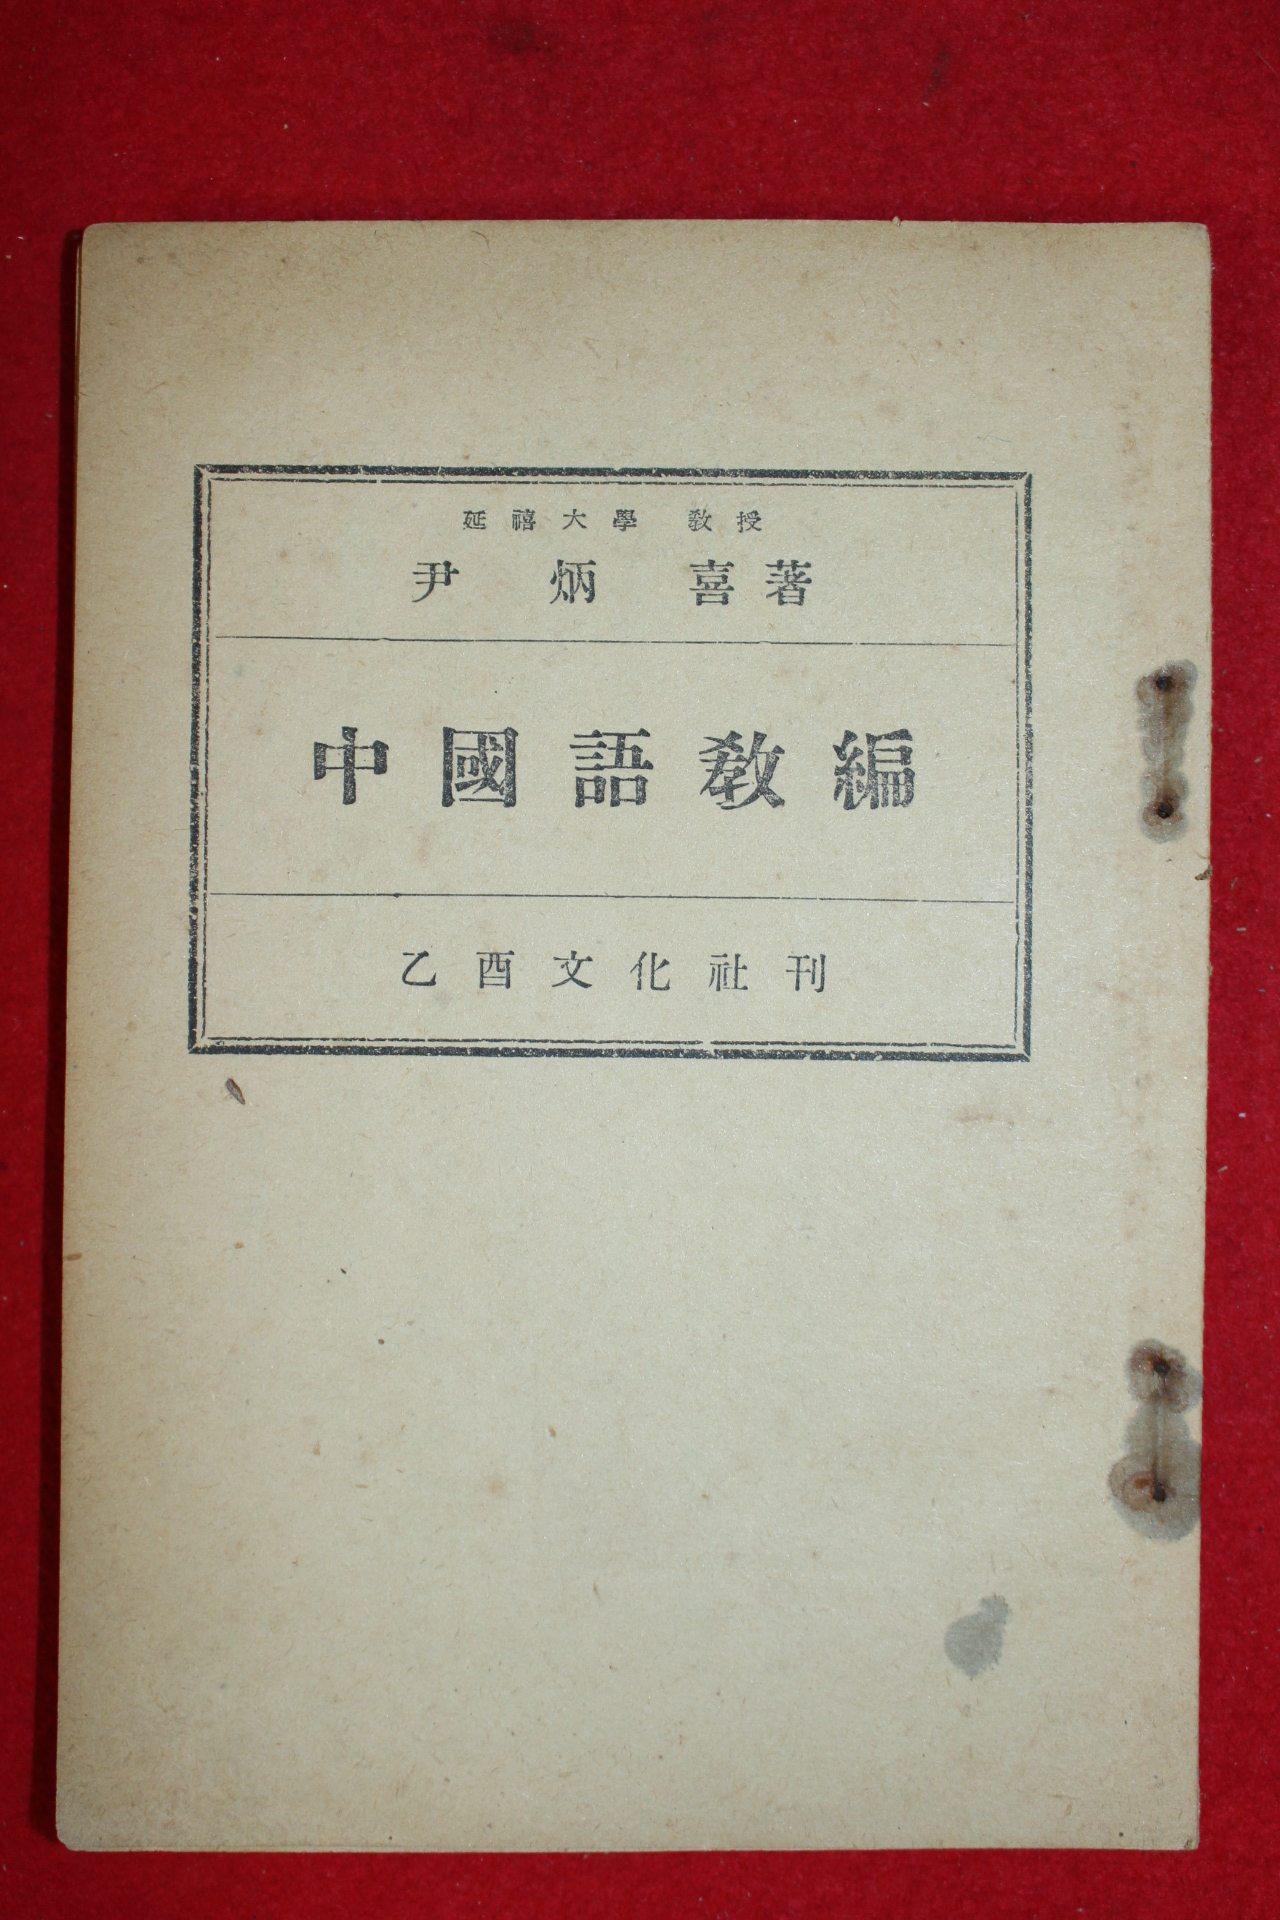 延禧大學 敎授
尹炳喜著
中國語敎編
乙酉文化社刊